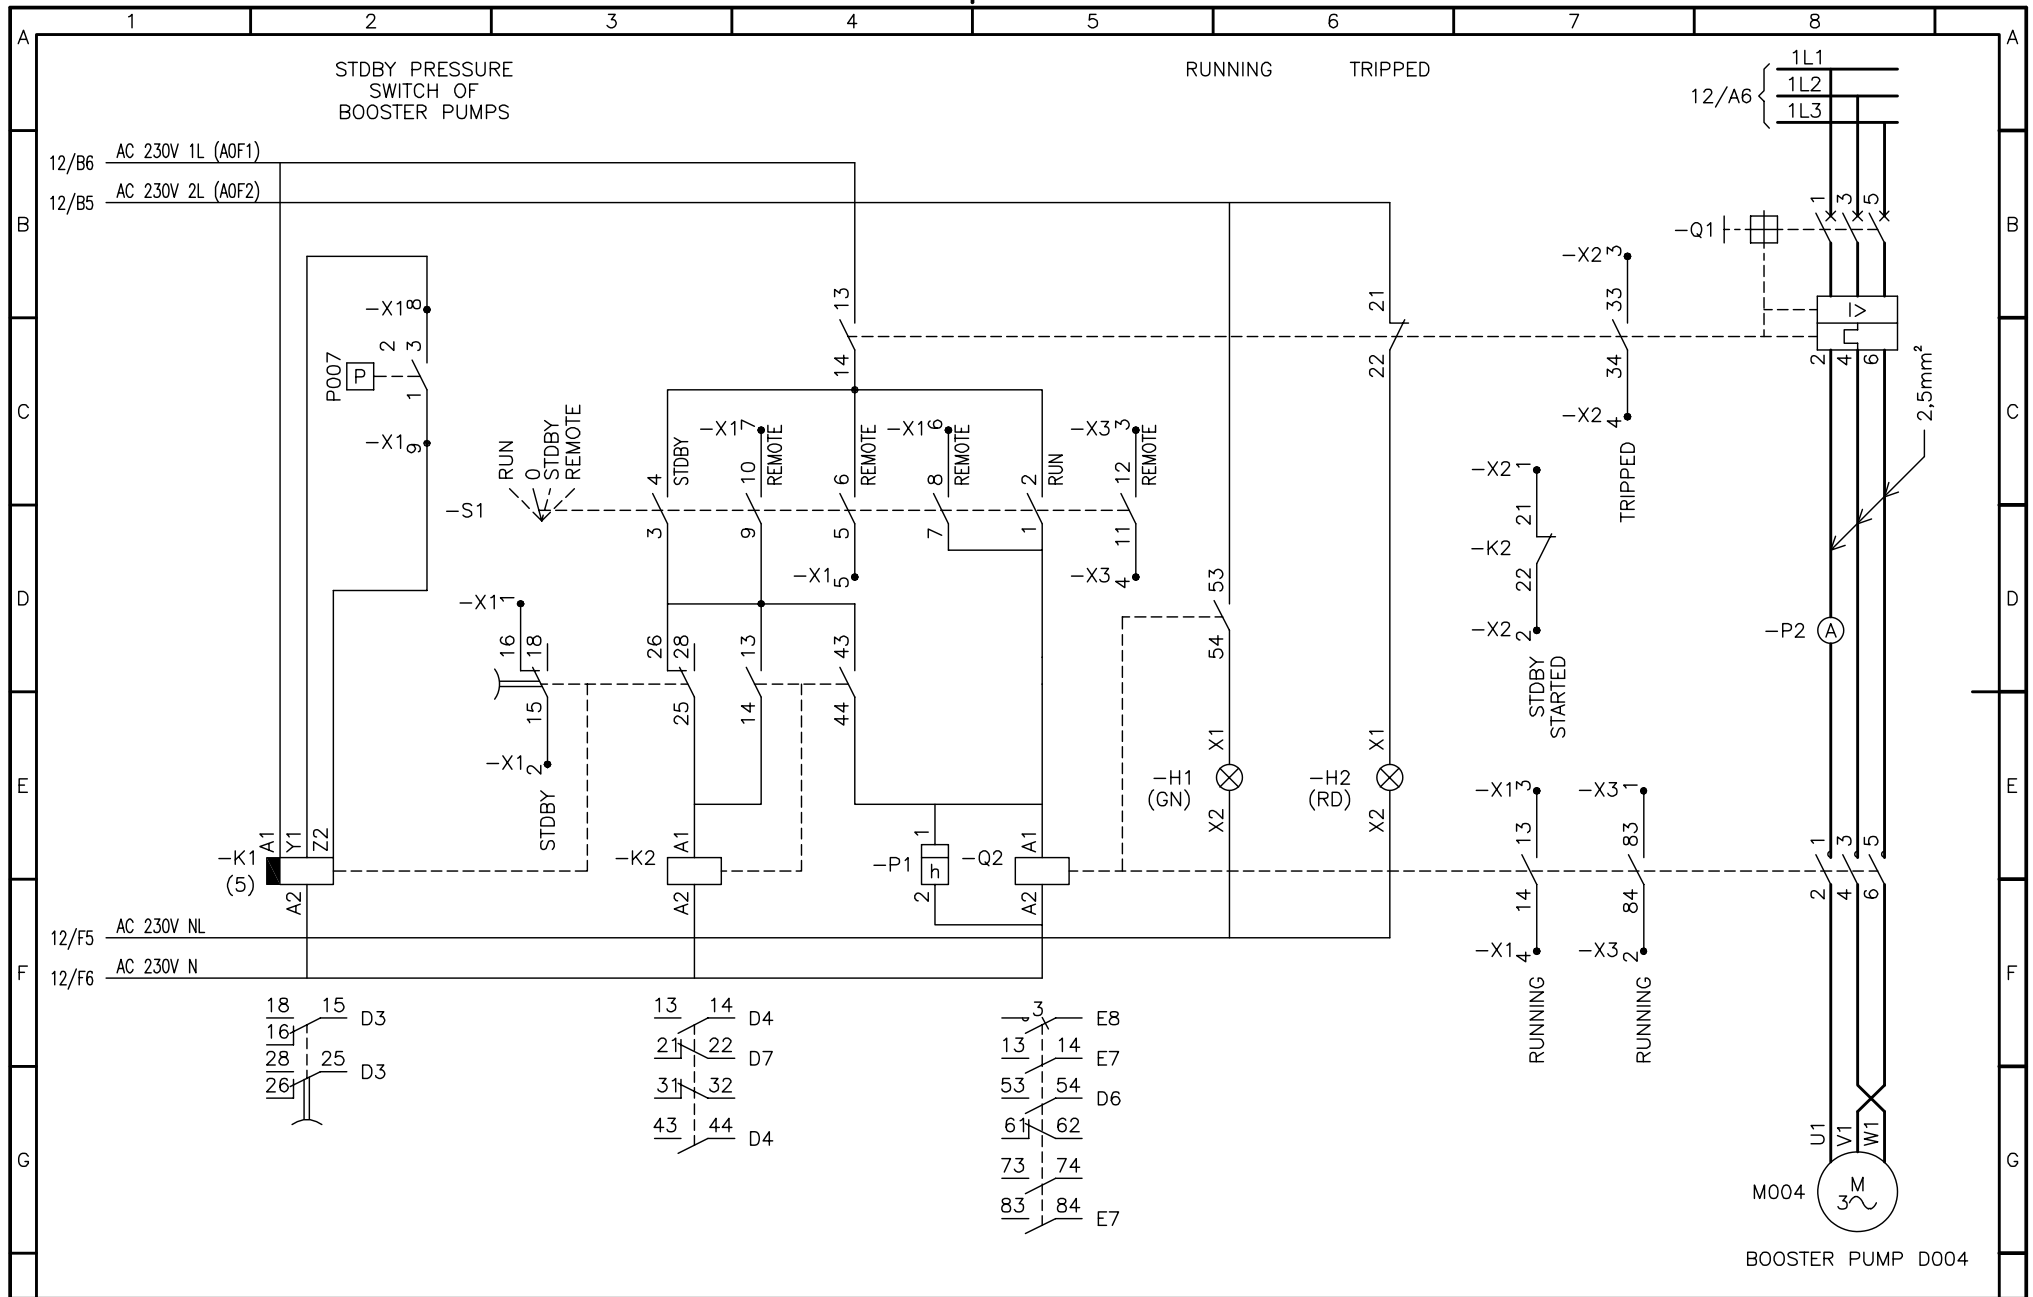 1 2 3 4 5 6 7 8
A A
STDBY PRESSURE
SWITCH OF
BOOSTER PUMPS
RUNNING TRIPPED
1L1
1L2
1L3
12/A6
12/B6 AC 230V 1L (A0F1)
12/B5 AC 230V 2L (A0F2)
B B
-Q1
1 3 5
I>
2 4 6
2,5mm²
-X2 3
33
34
-X2 4
TRIPPED
13
14
21
22
-X1 8
2 3
P007 P
1
-X1 9
C C
RUN
0
STDBY
REMOTE
-S1
4 STDBY
3
-X1 7
10 REMOTE
9
6 REMOTE
5
-X1 5
-X1 6
8 REMOTE
7
2 RUN
1
-X3 3
12 REMOTE
11
-X3 4
-X2 1
21
-K2
22
-X2 2
STDBY
STARTED
D D
-X1 1
16 18
15
-X1 2
STDBY
26 28
25
13
14
43
44
53
54
-P2 A
E E
X1
-H1
(GN)
X2
X1
-H2
(RD)
X2
-X1 3
13
14
-X1 4
RUNNING
-X3 1
83
84
-X3 2
RUNNING
1 3 5
2 4 6
A1 Y1 Z2
-K1
(5)
A2
A1
-K2
A2
1
-P1 h
2
A1
-Q2
A2
12/F5 AC 230V NL
12/F6 AC 230V N
F F
18 15 D3
16
28 25 D3
26
13 14 D4
21 22 D7
31 32
43 44 D4
3 E8
13 14 E7
53 54 D6
61 62
73 74
83 84 E7
G G
U1 V1 W1
M004
M
3~
BOOSTER PUMP D004